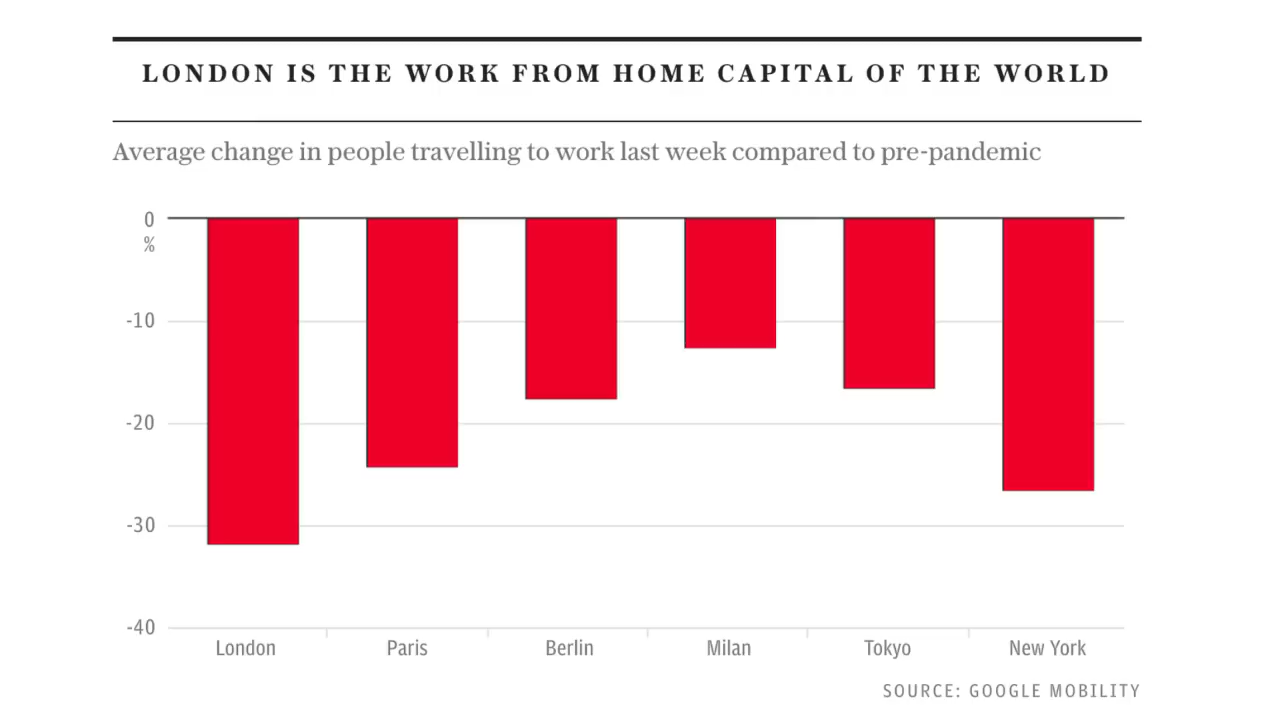 LONDON IS THE WORK FROM HOME CAPITAL OF THE WORLD
Average change in people travelling to work last week compared to pre-pandemic
0
%
-10
-20
-30
-40
London Paris Berlin Milan Tokyo New York
SOURCE: GOOGLE MOBILITY